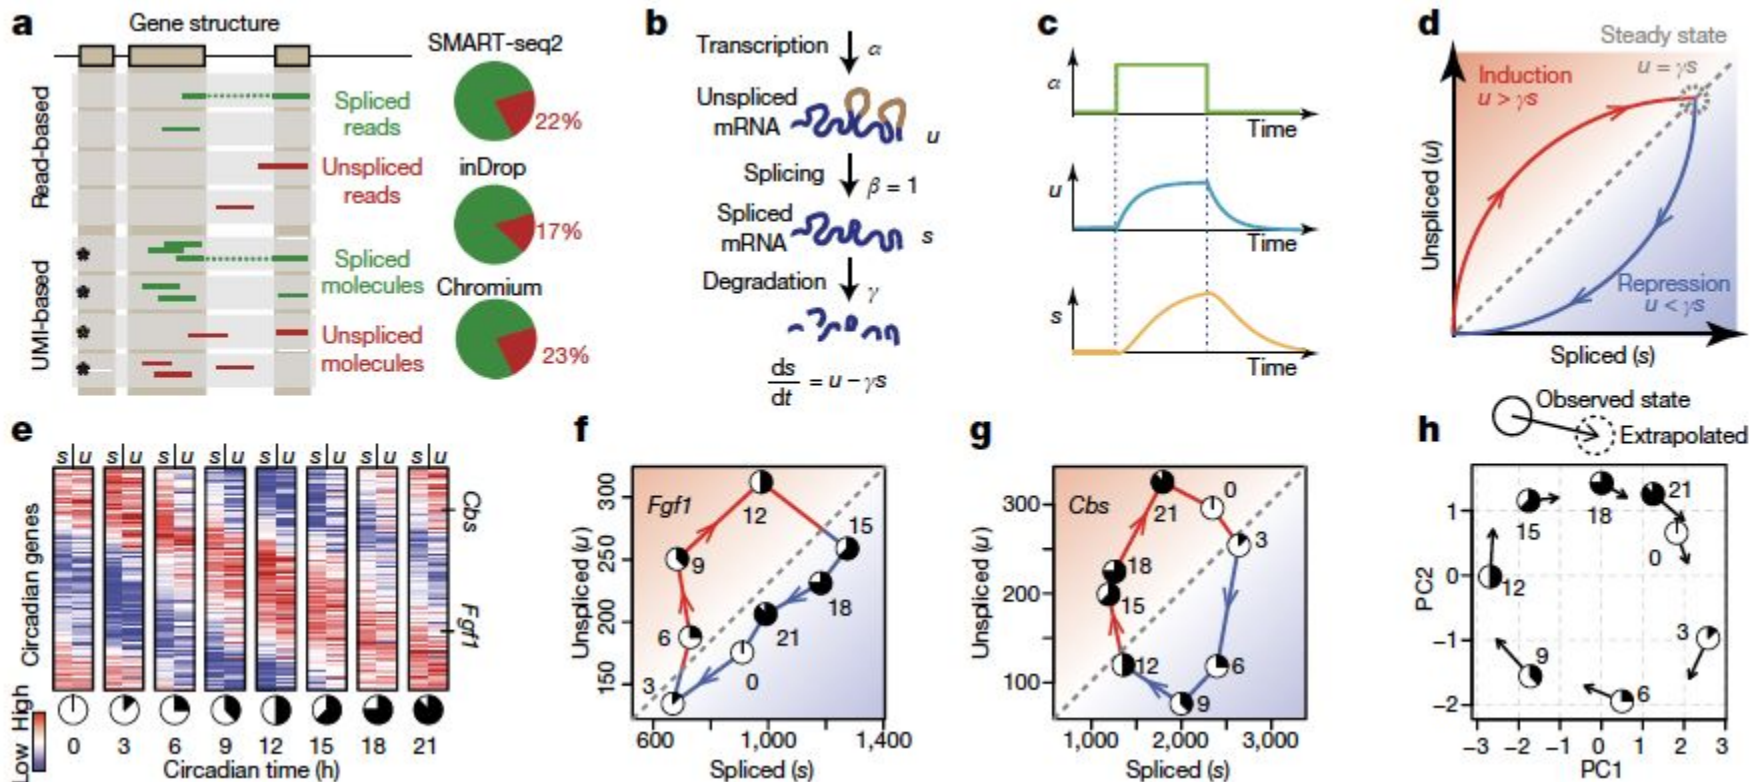 a
Gene structure
Read-based
UMI-based
Spliced
reads
Unspliced
reads
Spliced
molecules
Unspliced
molecules
*
*
*
*
SMART-seq2
22%
inDrop
17%
Chromium
23%
b
Transcription
α
Unspliced
mRNA
u
Splicing
β = 1
Spliced
mRNA
s
Degradation
γ
ds
dt
= u − γs
c
α
Time
u
Time
s
Time
d
Steady state
u = γs
Induction
u > γs
Repression
u < γs
Unspliced (u)
Spliced (s)
e
s u s u s u s u s u s u s u s u
Circadian genes
Cbs
Fgf1
High
Low
0 3 6 9 12 15 18 21
Circadian time (h)
f
Fgf1
12
15
9
18
6
21
3
0
Unspliced (u)
300
250
200
150
600 1,000 1,400
Spliced (s)
g
Cbs
0
21
3
18
15
12
6
9
Unspliced (u)
300
200
100
1,000 2,000 3,000
Spliced (s)
Observed state
Extrapolated
h
21
15
18
0
12
3
9
6
PC2
1
0
−1
−2
−3 −2 −1 0 1 2 3
PC1